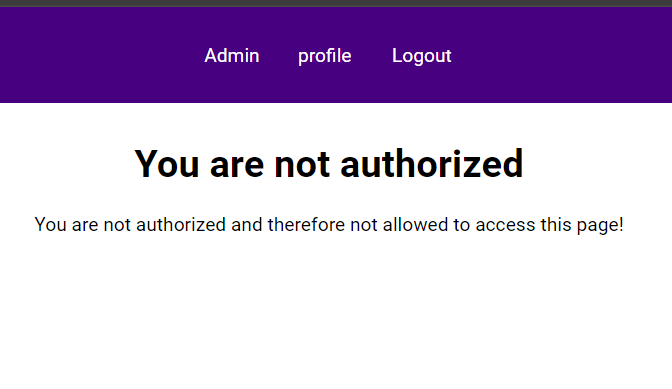 Admin profile Logout
You are not authorized
You are not authorized and therefore not allowed to access this page!